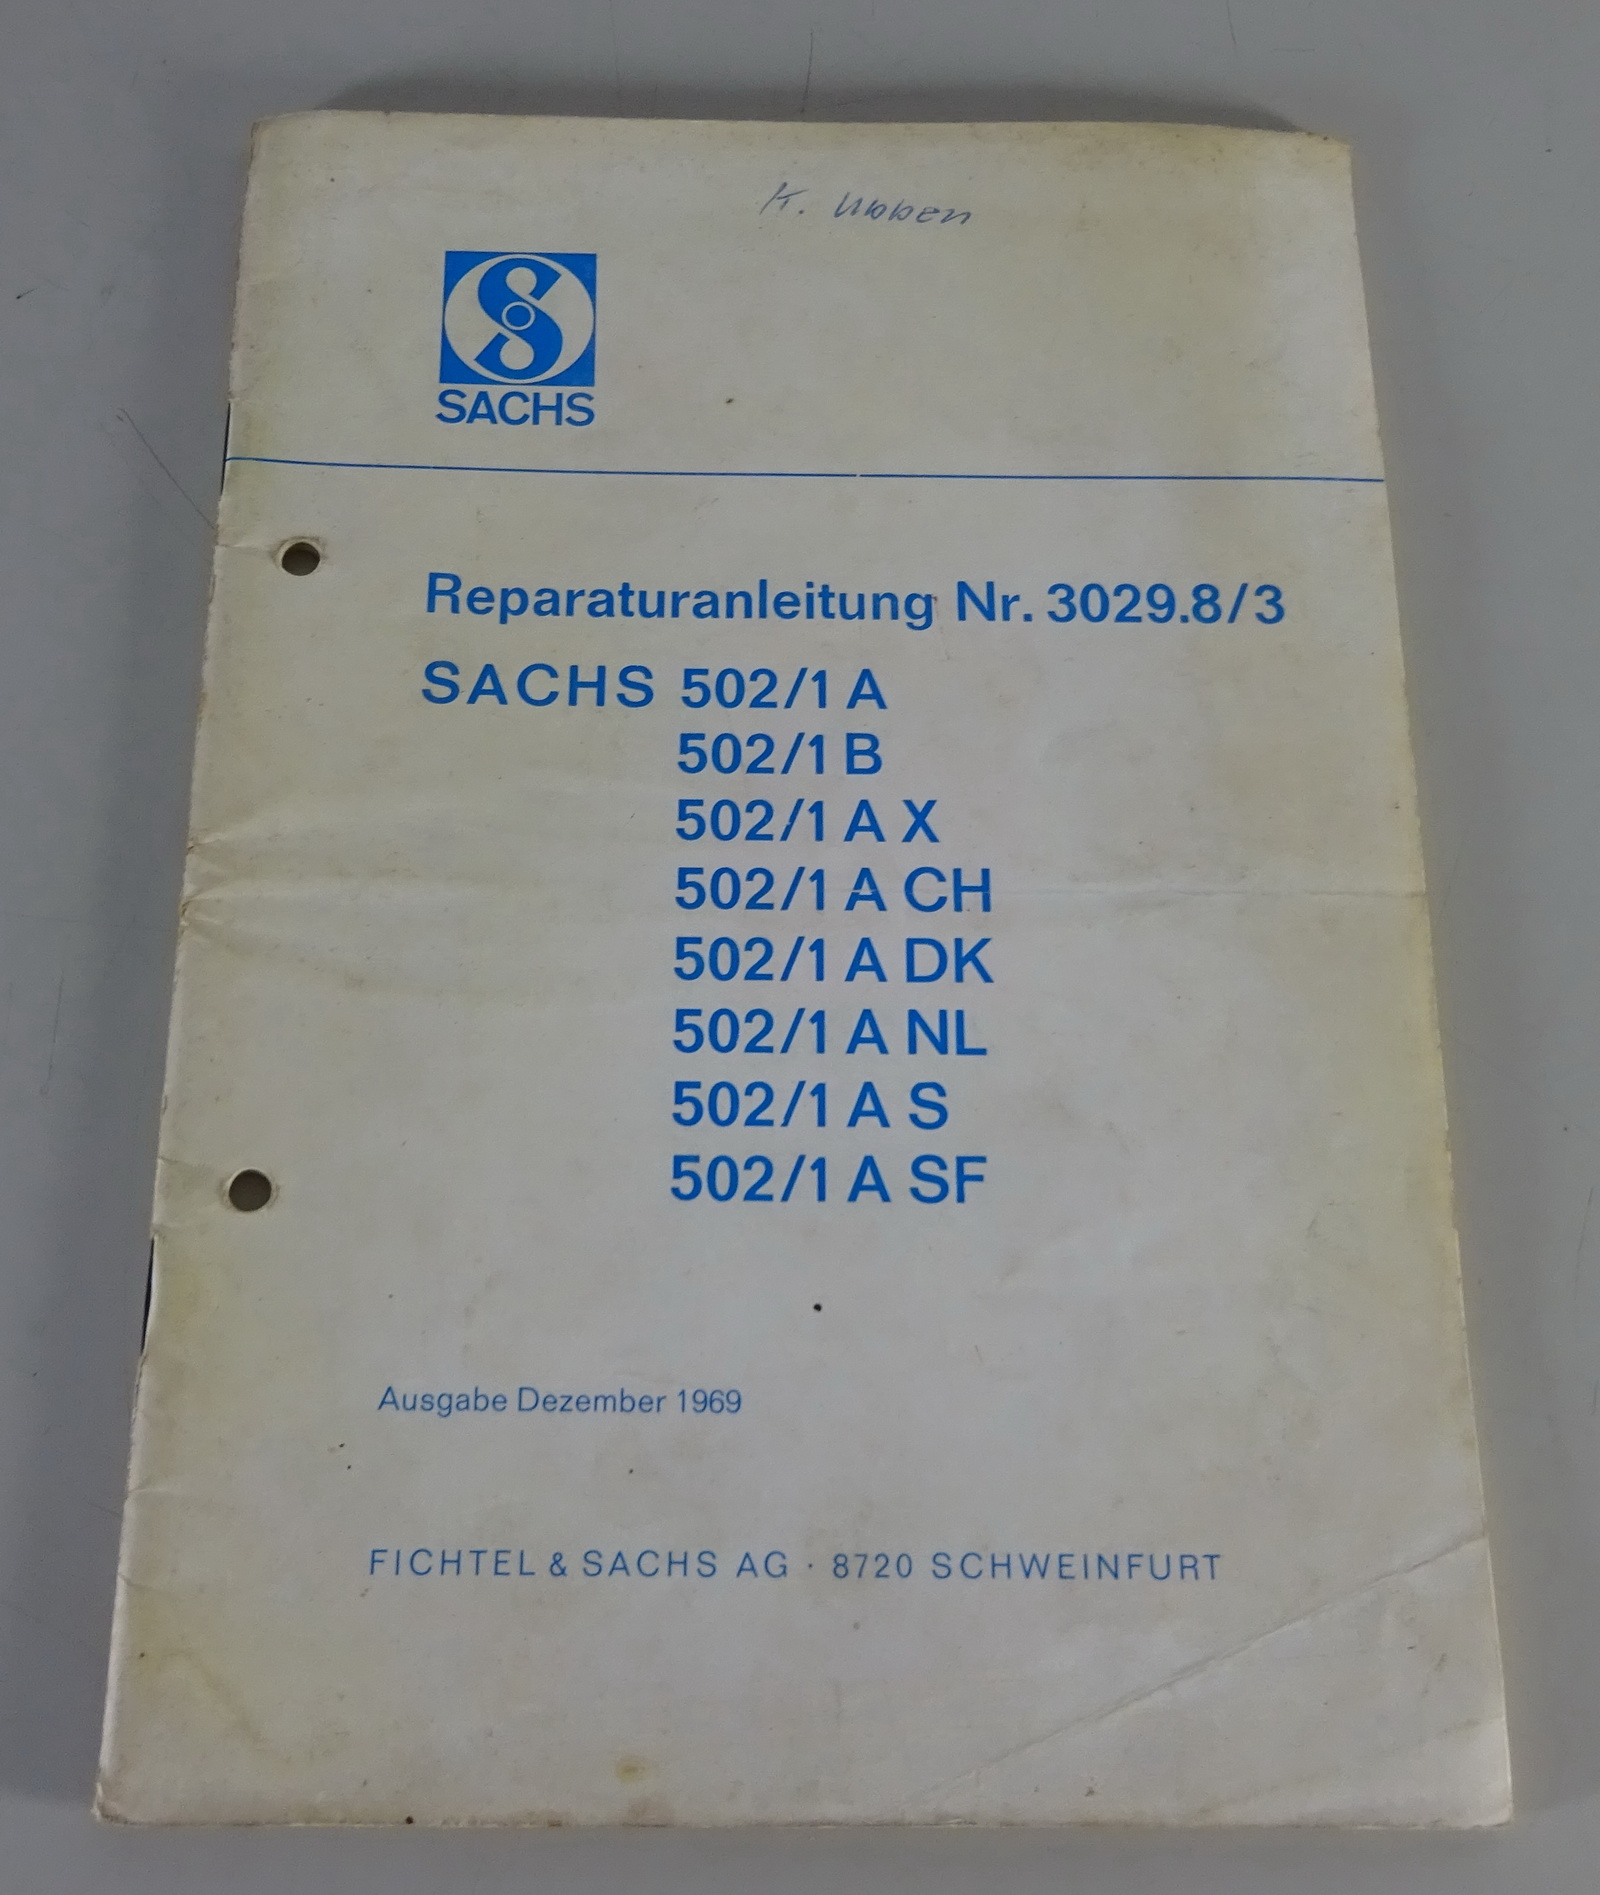 K. Ubben
SACHS
Reparaturanleitung Nr. 3029.8/3
SACHS 502/1 A
502/1 B
502/1 A X
502/1 A CH
502/1 A DK
502/1 A NL
502/1 A S
502/1 A SF
Ausgabe Dezember 1969
FICHTEL & SACHS AG · 8720 SCHWEINFURT